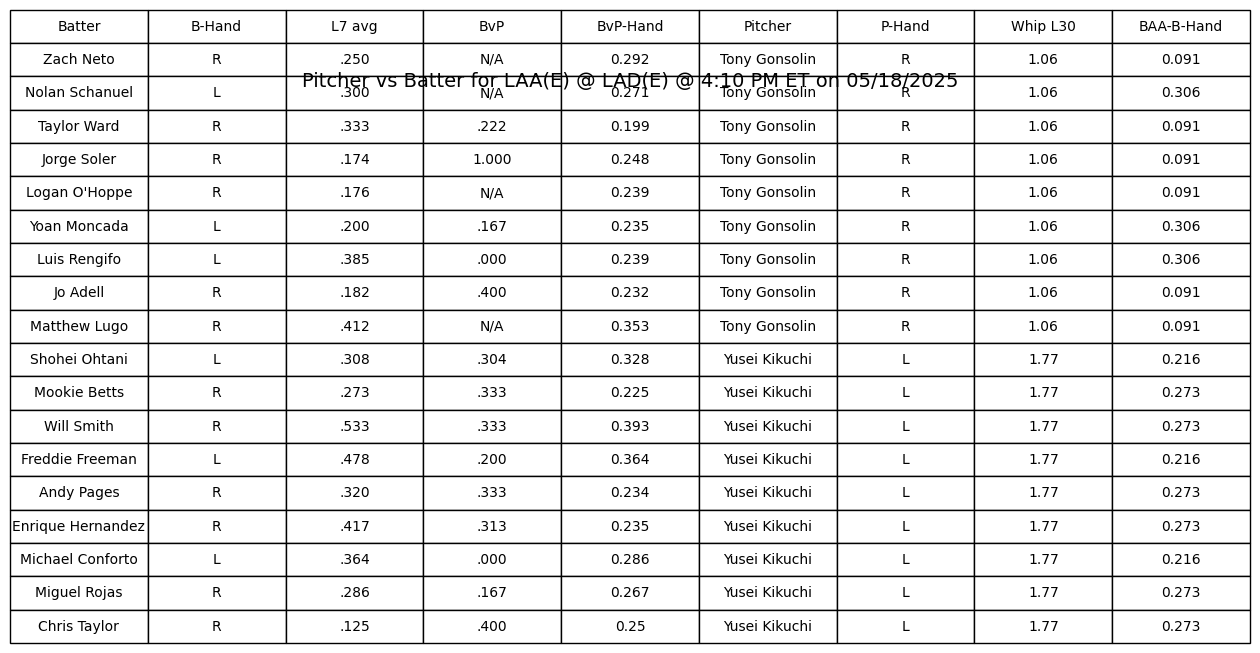 Batter B-Hand L7 avg BvP BvP-Hand Pitcher P-Hand Whip L30 BAA-B-Hand
Zach Neto R .250 N/A 0.292 Tony Gonsolin R 1.06 0.091
Pitcher vs Batter for LAA(E) @ LAD(E) @ 4:10 PM ET on 05/18/2025
Nolan Schanuel L .300 N/A 0.271 Tony Gonsolin R 1.06 0.306
Taylor Ward R .333 .222 0.199 Tony Gonsolin R 1.06 0.091
Jorge Soler R .174 1.000 0.248 Tony Gonsolin R 1.06 0.091
Logan O'Hoppe R .176 N/A 0.239 Tony Gonsolin R 1.06 0.091
Yoan Moncada L .200 .167 0.235 Tony Gonsolin R 1.06 0.306
Luis Rengifo L .385 .000 0.239 Tony Gonsolin R 1.06 0.306
Jo Adell R .182 .400 0.232 Tony Gonsolin R 1.06 0.091
Matthew Lugo R .412 N/A 0.353 Tony Gonsolin R 1.06 0.091
Shohei Ohtani L .308 .304 0.328 Yusei Kikuchi L 1.77 0.216
Mookie Betts R .273 .333 0.225 Yusei Kikuchi L 1.77 0.273
Will Smith R .533 .333 0.393 Yusei Kikuchi L 1.77 0.273
Freddie Freeman L .478 .200 0.364 Yusei Kikuchi L 1.77 0.216
Andy Pages R .320 .333 0.234 Yusei Kikuchi L 1.77 0.273
Enrique Hernandez R .417 .313 0.235 Yusei Kikuchi L 1.77 0.273
Michael Conforto L .364 .000 0.286 Yusei Kikuchi L 1.77 0.216
Miguel Rojas R .286 .167 0.267 Yusei Kikuchi L 1.77 0.273
Chris Taylor R .125 .400 0.25 Yusei Kikuchi L 1.77 0.273